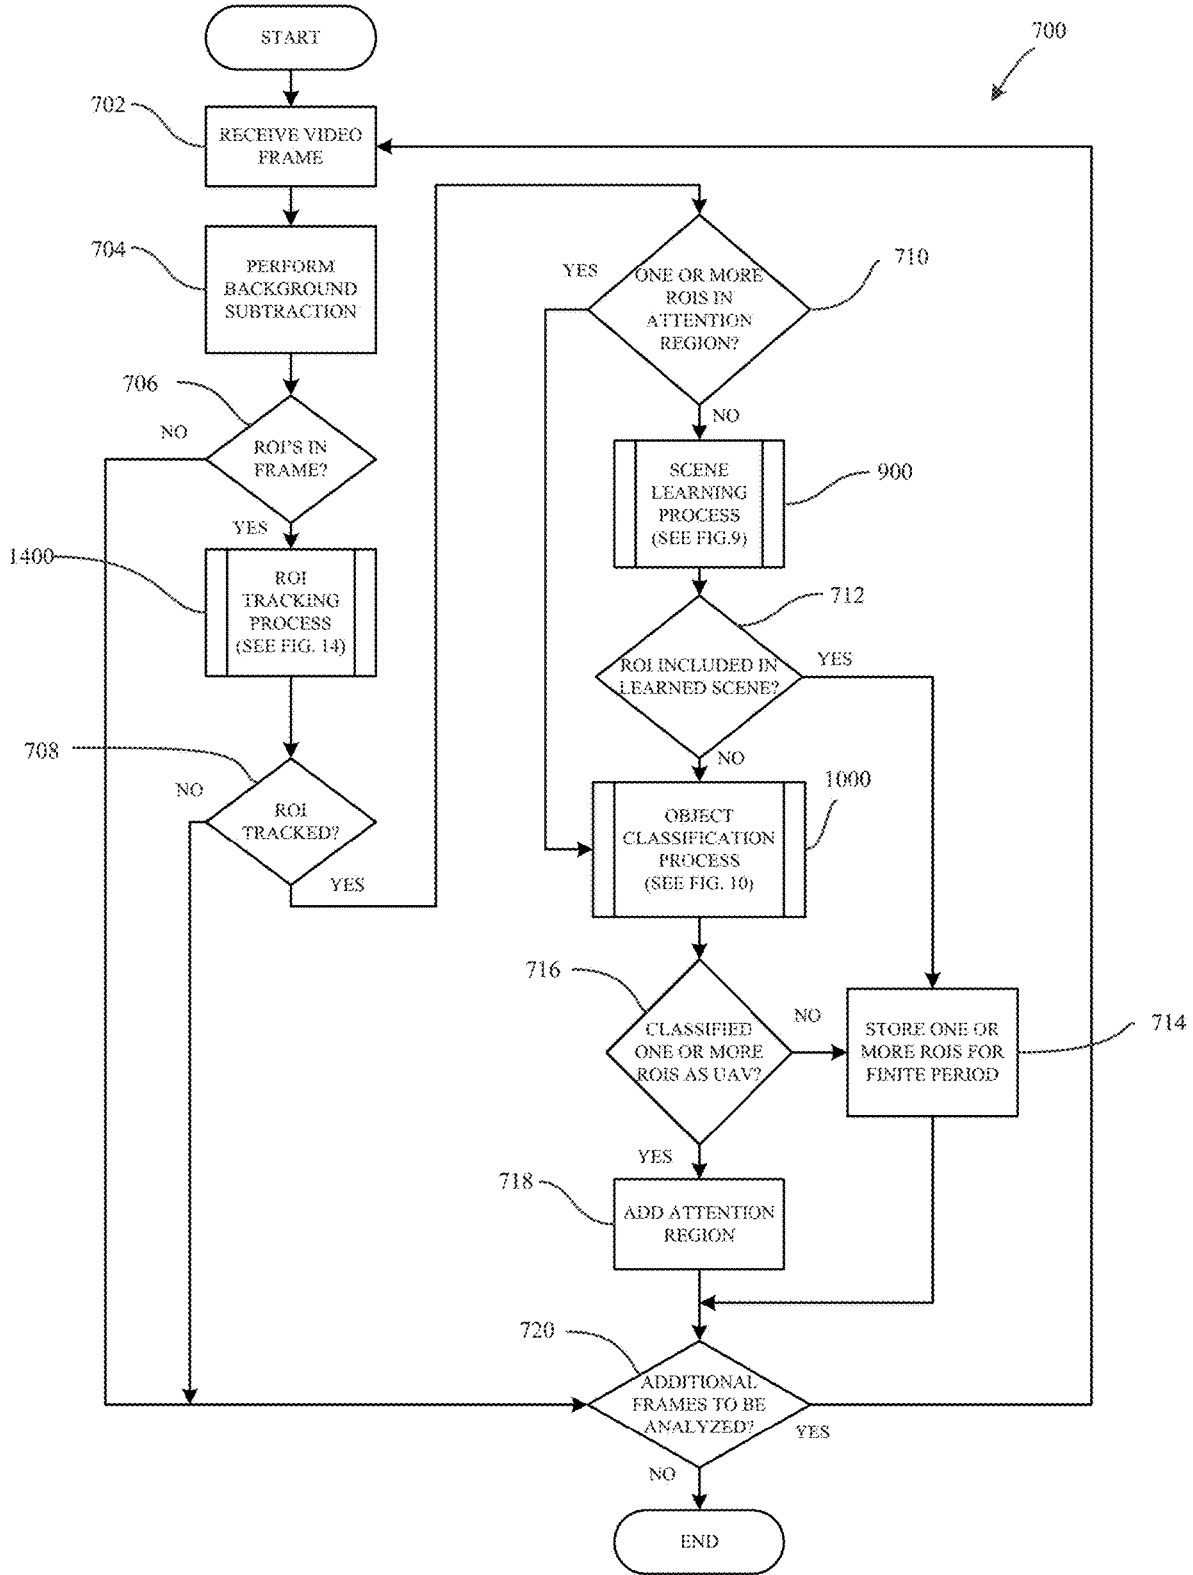 START
700
702
RECEIVE VIDEO
FRAME
704
PERFORM
BACKGROUND
SUBTRACTION
706
NO
ROI'S IN
FRAME?
YES
1400
ROI
TRACKING
PROCESS
(SEE FIG. 14)
708
NO
ROI
TRACKED?
YES
YES
710
ONE OR MORE
ROIS IN
ATTENTION
REGION?
NO
SCENE
LEARNING
PROCESS
(SEE FIG.9)
900
712
ROI INCLUDED IN
LEARNED SCENE?
YES
NO
1000
OBJECT
CLASSIFICATION
PROCESS
(SEE FIG. 10)
716
CLASSIFIED
ONE OR MORE
ROIS AS UAV?
NO
STORE ONE OR
MORE ROIS FOR
FINITE PERIOD
714
YES
718
ADD ATTENTION
REGION
720
ADDITIONAL
FRAMES TO BE
ANALYZED?
YES
NO
END